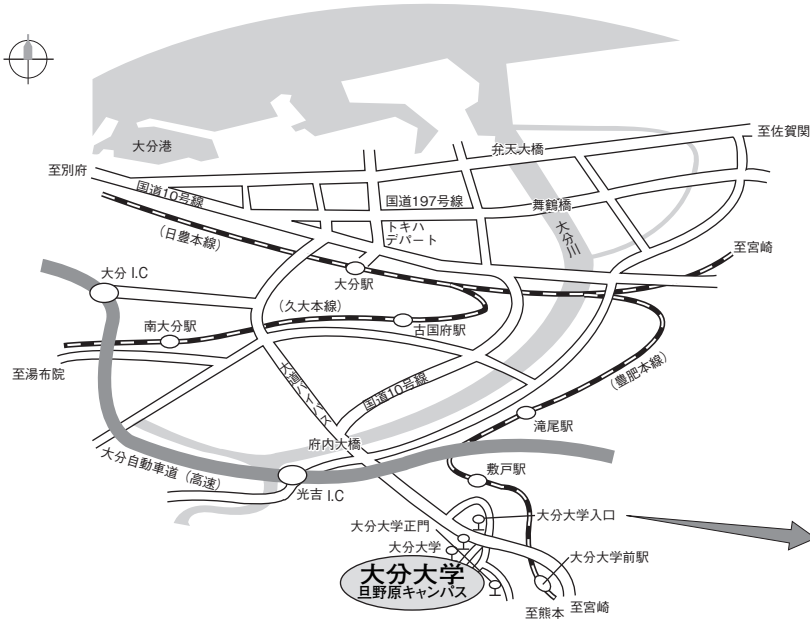 大分港
至別府
国道10号線
弁天大橋
至佐賀関
国道197号線
舞鶴橋
トキハ
デパート
大分川
(日豊本線)
至宮崎
大分 I.C
大分駅
(久大本線)
南大分駅
古国府駅
至湯布院
大道バイパス
国道10号線
(豊肥本線)
滝尾駅
府内大橋
大分自動車道(高速)
敷戸駅
光吉 I.C
大分大学入口
大分大学正門
大分大学
大分大学前駅
大分大学
旦野原キャンパス
至熊本
至宮崎